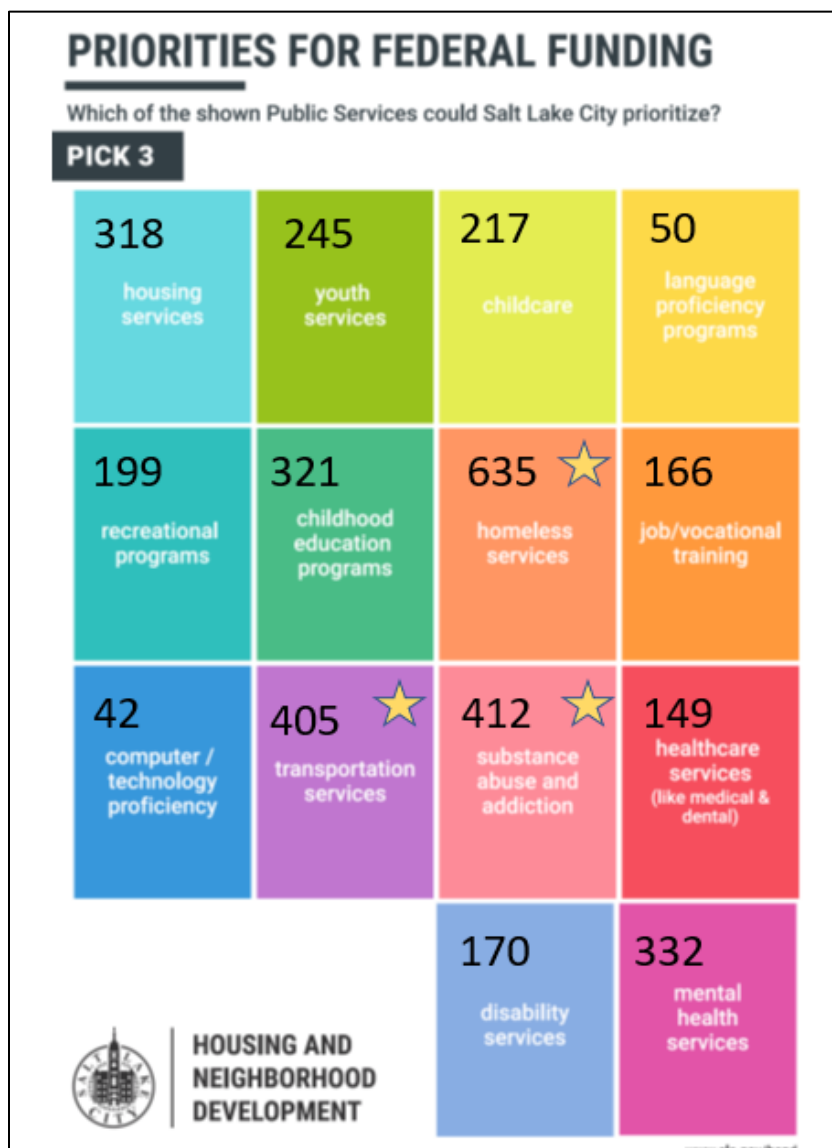 PRIORITIES FOR FEDERAL FUNDING
Which of the shown Public Services could Salt Lake City prioritize?
PICK 3
318
housing
services
245
youth
services
217
childcare
50
language
proficiency
programs
199
recreational
programs
321
childhood
education
programs
635
homeless
services
166
job/vocational
training
42
computer /
technology
proficiency
405
transportation
services
412
substance
abuse and
addiction
149
healthcare
services
(like medical &
dental)
170
disability
services
332
mental
health
services
SALT LAKE
CITY
HOUSING AND
NEIGHBORHOOD
DEVELOPMENT